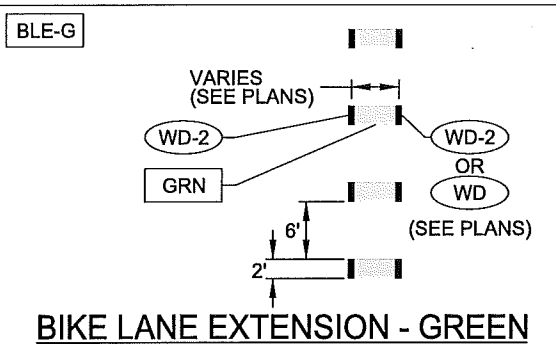 BLE-G
VARIES
(SEE PLANS)
WD-2
WD-2
OR
GRN
WD
(SEE PLANS)
6'
2'
BIKE LANE EXTENSION - GREEN